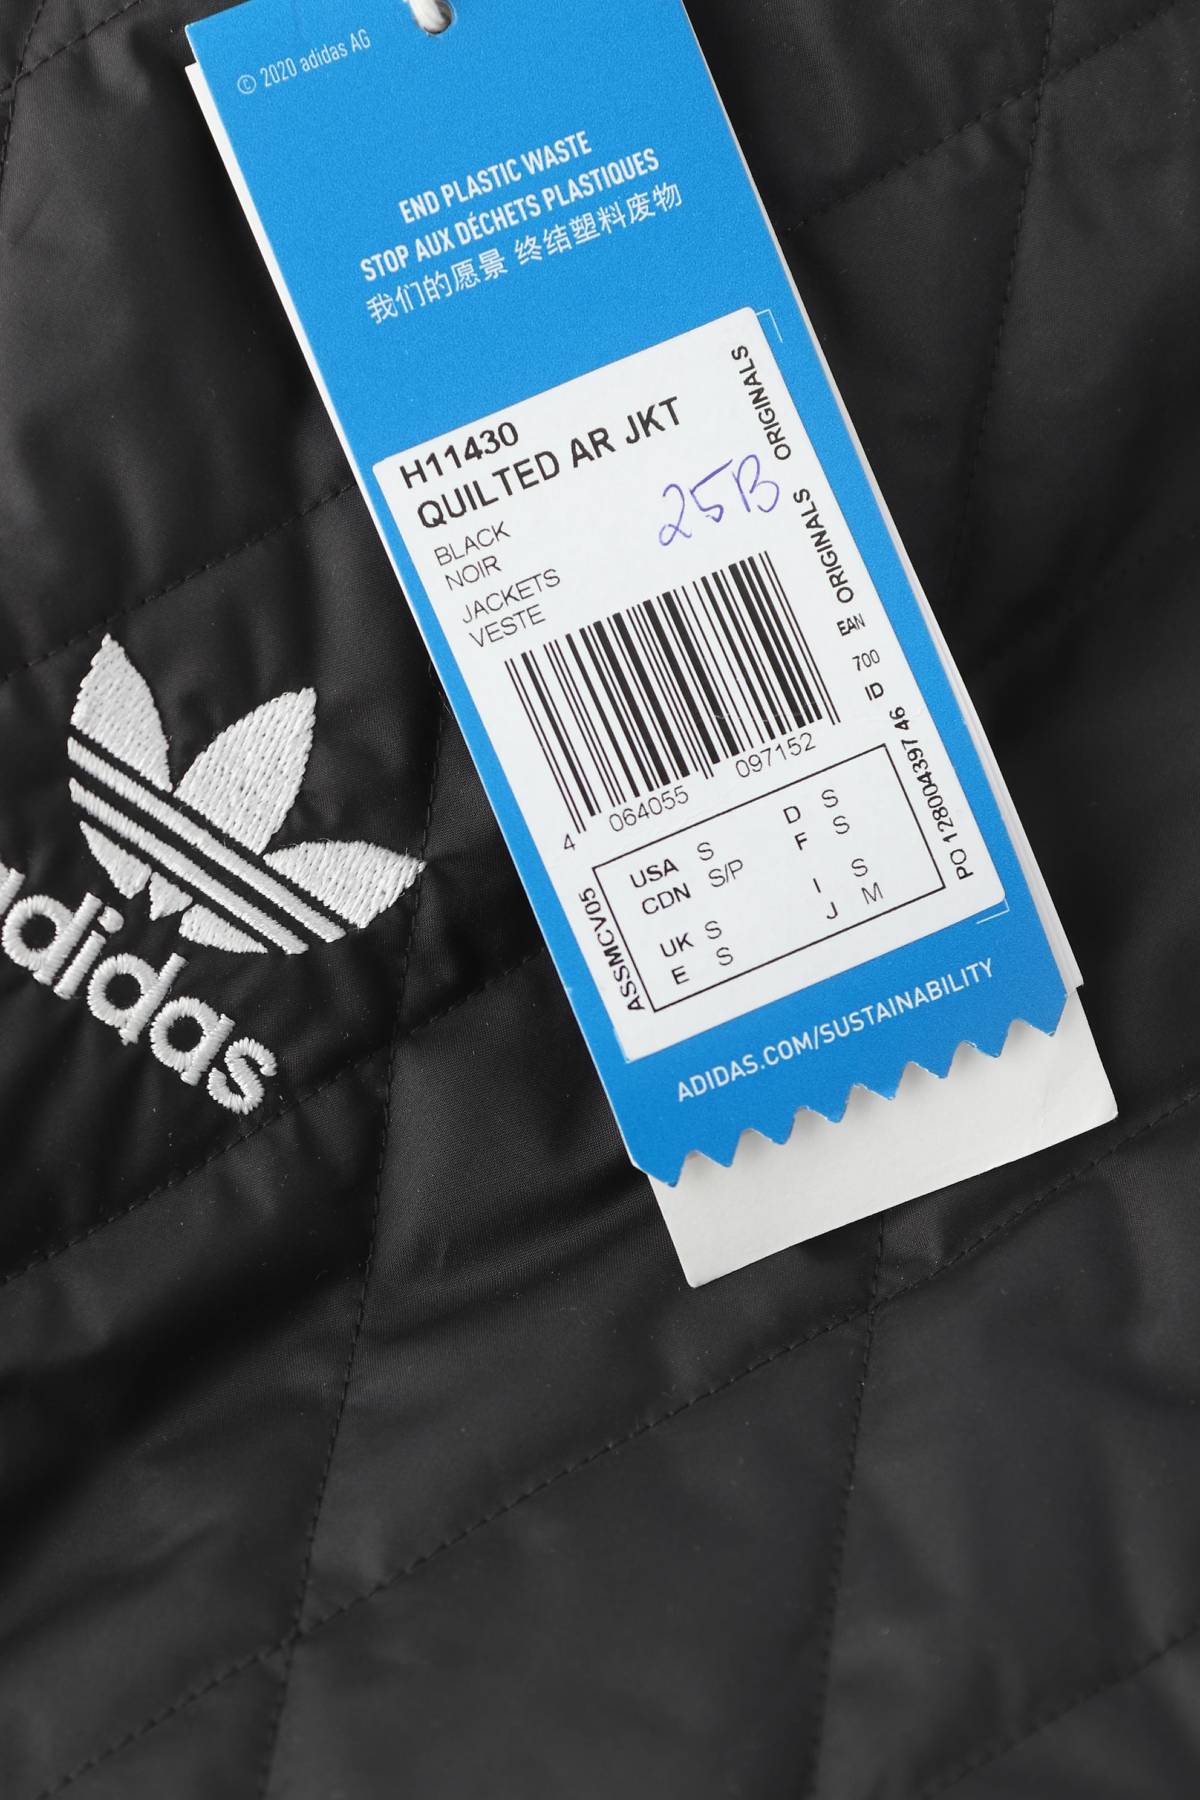 © 2020 adidas AG
END PLASTIC WASTE
STOP AUX DÉCHETS PLASTIQUES
我们的愿景 终结塑料废物
H11430
QUILTED AR JKT
BLACK
NOIR
JACKETS
VESTE
25B
ORIGINALS
ORIGINALS
EAN
700
PO 128004397 46 CI
4 064055 097152
ASSMCV05
USA S D S
CDN S/P F S
UK S I S
E S J M
ADIDAS.COM/SUSTAINABILITY
adidas